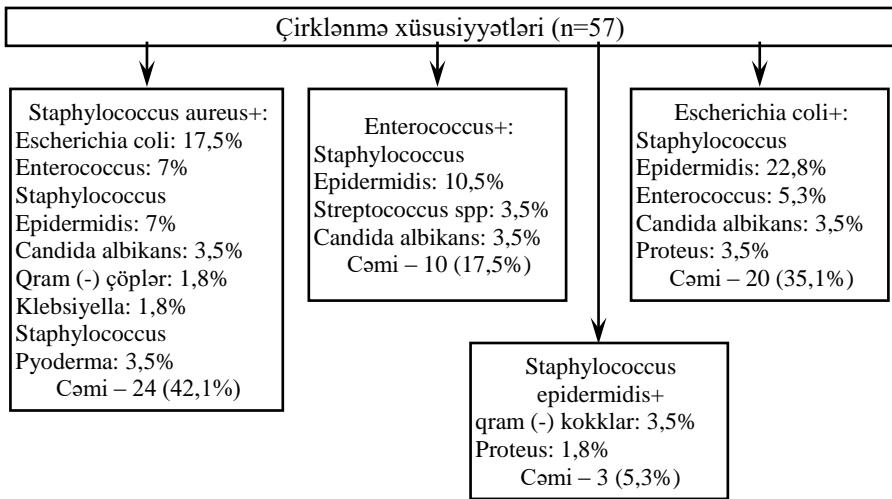 Çirklənmə xüsusiyyətləri (n=57)
Staphylococcus aureus+:
Escherichia coli: 17,5%
Enterococcus: 7%
Staphylococcus
Epidermidis: 7%
Candida albikans: 3,5%
Qram (-) çöplər: 1,8%
Klebsiyella: 1,8%
Staphylococcus
Pyoderma: 3,5%
Cəmi – 24 (42,1%)
Enterococcus+:
Staphylococcus
Epidermidis: 10,5%
Streptococcus spp: 3,5%
Candida albikans: 3,5%
Cəmi – 10 (17,5%)
Escherichia coli+:
Staphylococcus
Epidermidis: 22,8%
Enterococcus: 5,3%
Candida albikans: 3,5%
Proteus: 3,5%
Cəmi – 20 (35,1%)
Staphylococcus
epidermidis+
qram (-) kokklar: 3,5%
Proteus: 1,8%
Cəmi – 3 (5,3%)